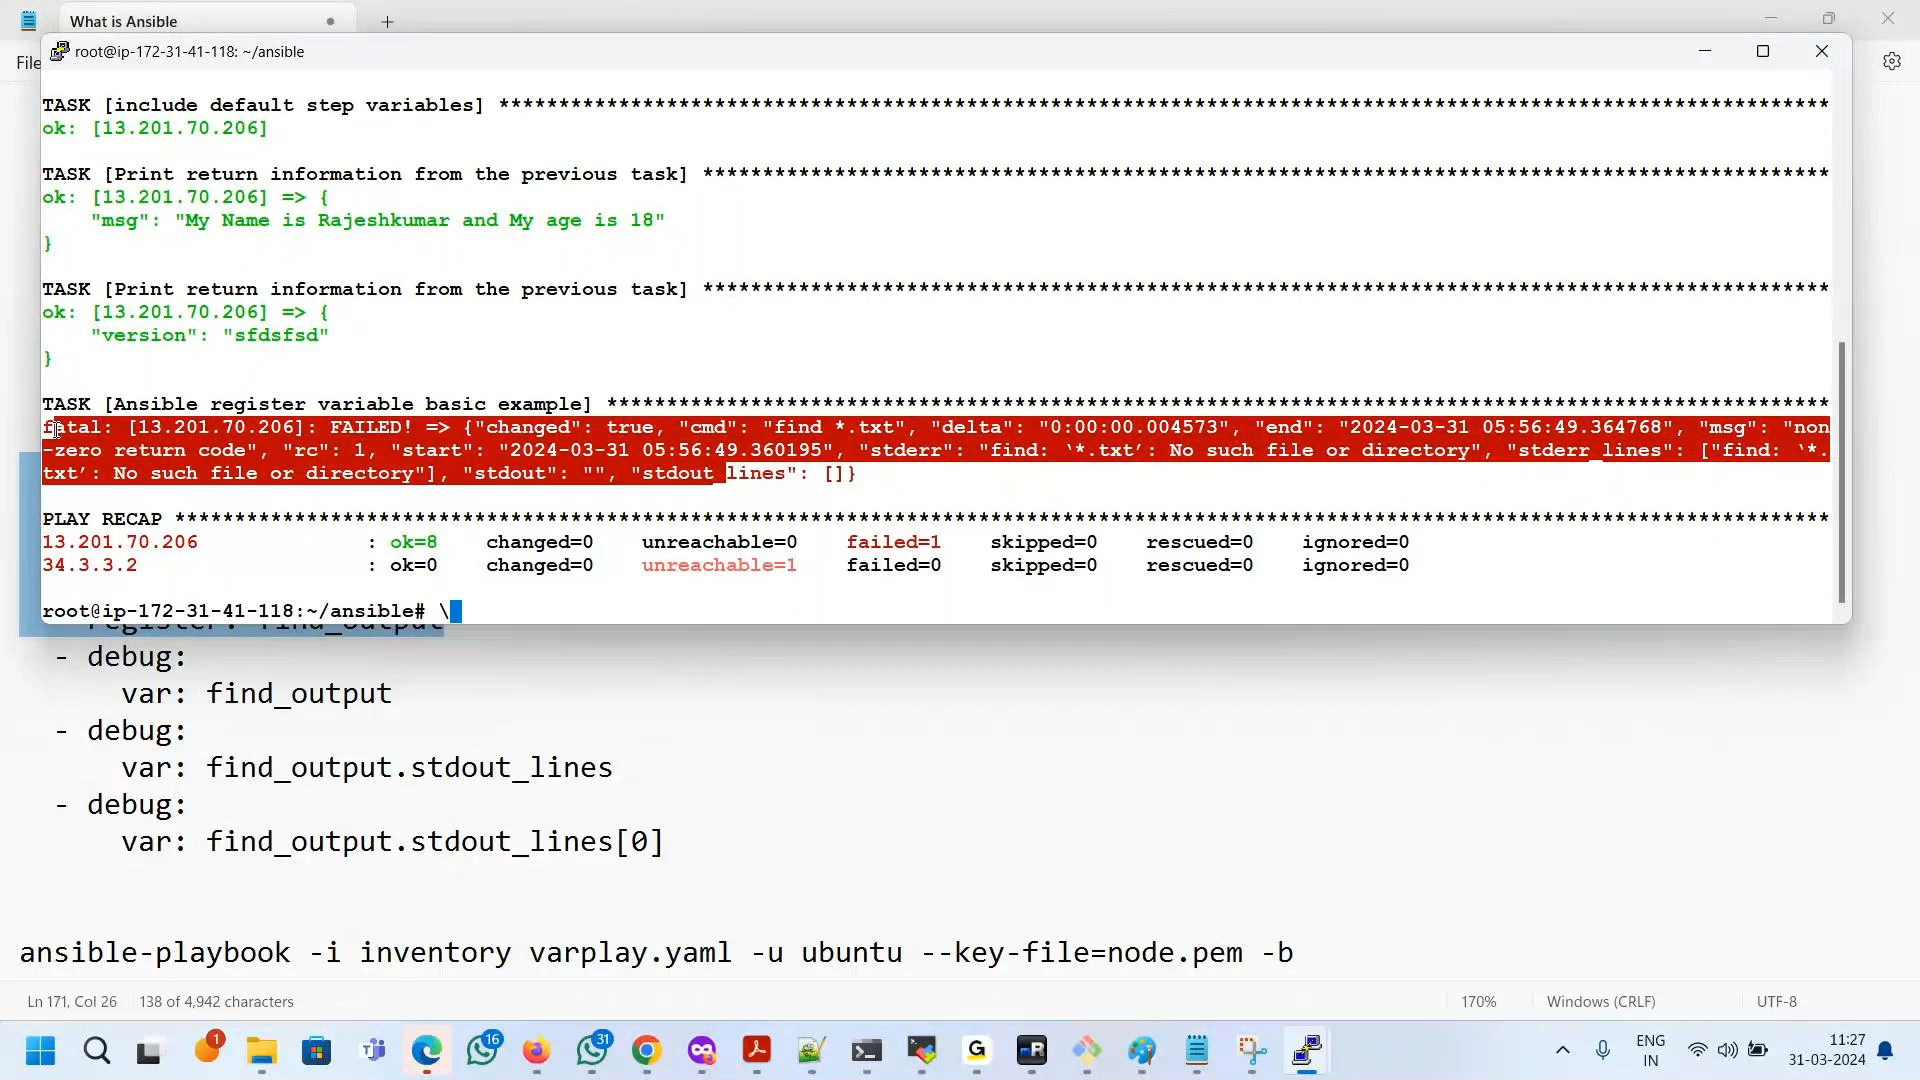 What is Ansible
File
root@ip-172-31-41-118: ~/ansible
TASK [include default step variables] ***************************************************************************************************************
ok: [13.201.70.206]
TASK [Print return information from the previous task] **********************************************************************************************
ok: [13.201.70.206] => {
    "msg": "My Name is Rajeshkumar and My age is 18"
}
TASK [Print return information from the previous task] **********************************************************************************************
ok: [13.201.70.206] => {
    "version": "sfdsfsd"
}
TASK [Ansible register variable basic example] ******************************************************************************************************
fatal: [13.201.70.206]: FAILED! => {"changed": true, "cmd": "find *.txt", "delta": "0:00:00.004573", "end": "2024-03-31 05:56:49.364768", "msg": "non
-zero return code", "rc": 1, "start": "2024-03-31 05:56:49.360195", "stderr": "find: ‘*.txt’: No such file or directory", "stderr_lines": ["find: ‘*.
txt’: No such file or directory"], "stdout": "", "stdout_lines": []}
PLAY RECAP ******************************************************************************************************************************************
13.201.70.206              : ok=8    changed=0    unreachable=0    failed=1    skipped=0    rescued=0    ignored=0
34.3.3.2                   : ok=0    changed=0    unreachable=1    failed=0    skipped=0    rescued=0    ignored=0
root@ip-172-31-41-118:~/ansible# \
register: find_output
- debug:
var: find_output
- debug:
var: find_output.stdout_lines
- debug:
var: find_output.stdout_lines[0]
ansible-playbook -i inventory varplay.yaml -u ubuntu --key-file=node.pem -b
Ln 171, Col 26 138 of 4,942 characters 170% Windows (CRLF) UTF-8
1
16
31
G
R
ENG
IN
11:27
31-03-2024